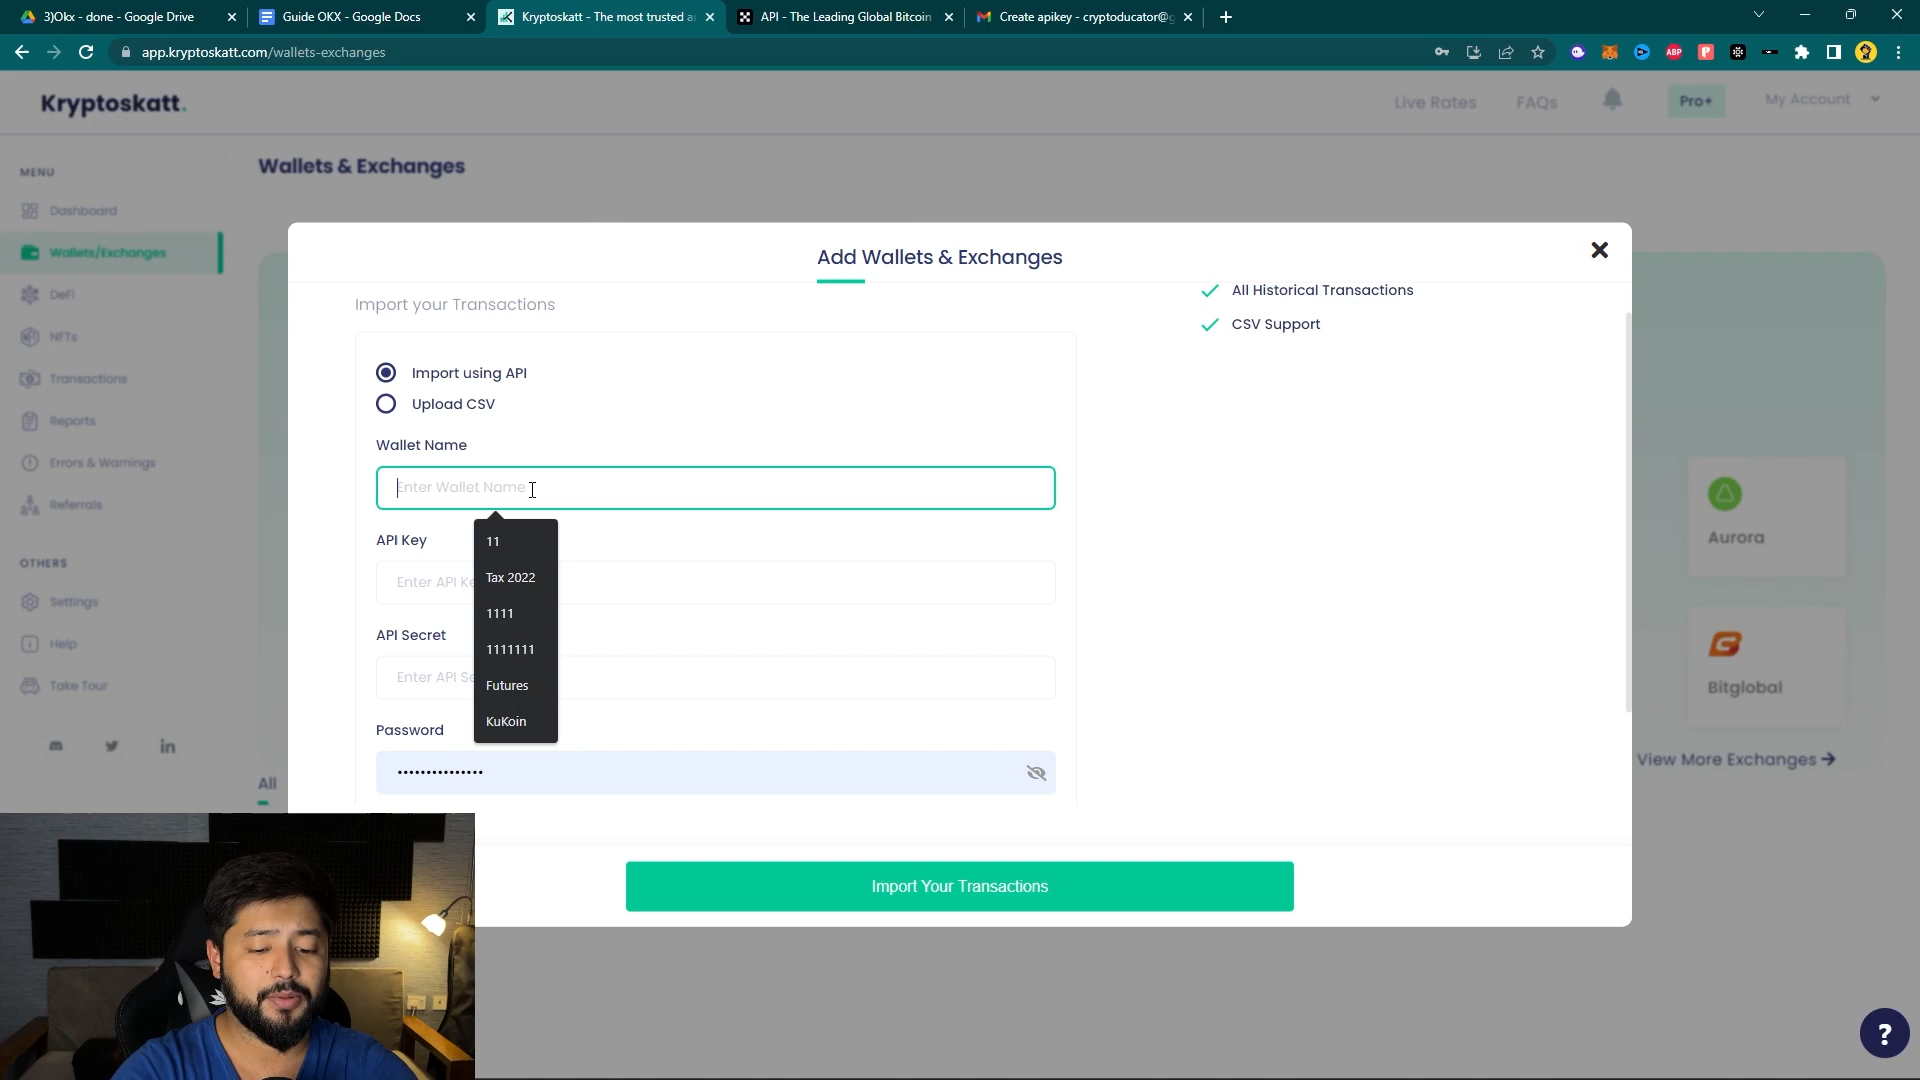 3)Okx - done - Google Drive
Guide OKX - Google Docs
Kryptoskatt - The most trusted a
API - The Leading Global Bitcoin
Create apikey - cryptoducator@g
app.kryptoskatt.com/wallets-exchanges
ABP
Kryptoskatt.
Live Rates
FAQs
Pro+
My Account
MENU
Wallets & Exchanges
Dashboard
Wallets/Exchanges
DeFi
NFTs
Transactions
Reports
Errors & Warnings
Referrals
OTHERS
Settings
Help
Take Tour
in
All
Add Wallets & Exchanges
Import your Transactions
All Historical Transactions
CSV Support
Import using API
Upload CSV
Wallet Name
Enter Wallet Name
API Key
Enter API Ke
API Secret
Enter API Se
Password
11
Tax 2022
1111
1111111
Futures
KuKoin
Import Your Transactions
Aurora
Bitglobal
View More Exchanges
?